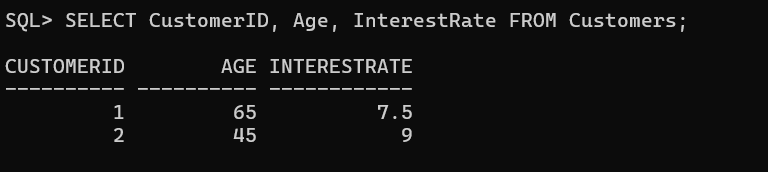 SQL> SELECT CustomerID, Age, InterestRate FROM Customers;
CUSTOMERID        AGE INTERESTRATE
---------- ---------- ------------
         1         65          7.5
         2         45            9